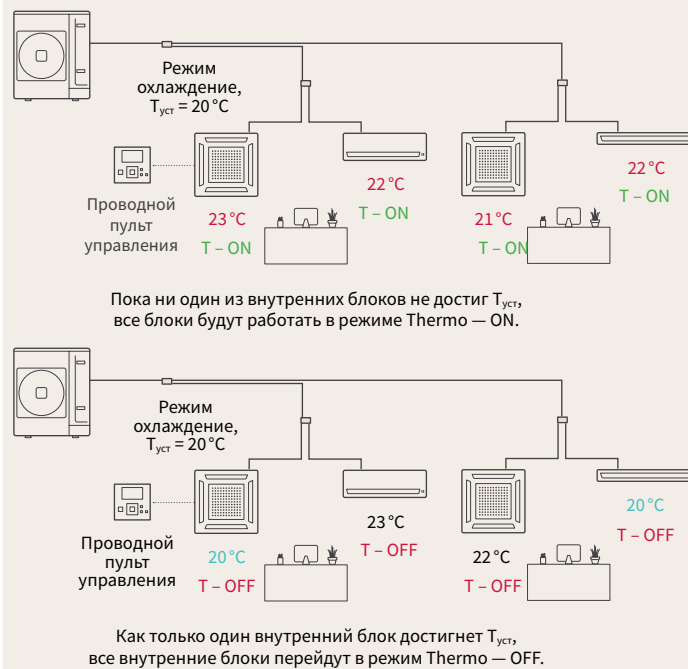 Режим
охлаждение,
Tуст = 20 °C
22 °C
T – ON
22 °C
T – ON
Проводной
пульт
управления
23 °C
T – ON
21 °C
T – ON
Пока ни один из внутренних блоков не достиг Tуст,
все блоки будут работать в режиме Thermo — ON.
Режим
охлаждение,
Tуст = 20 °C
23 °C
T – OFF
20 °C
T – OFF
Проводной
пульт
управления
20 °C
T – OFF
22 °C
T – OFF
Как только один внутренний блок достигнет Tуст,
все внутренние блоки перейдут в режим Thermo — OFF.